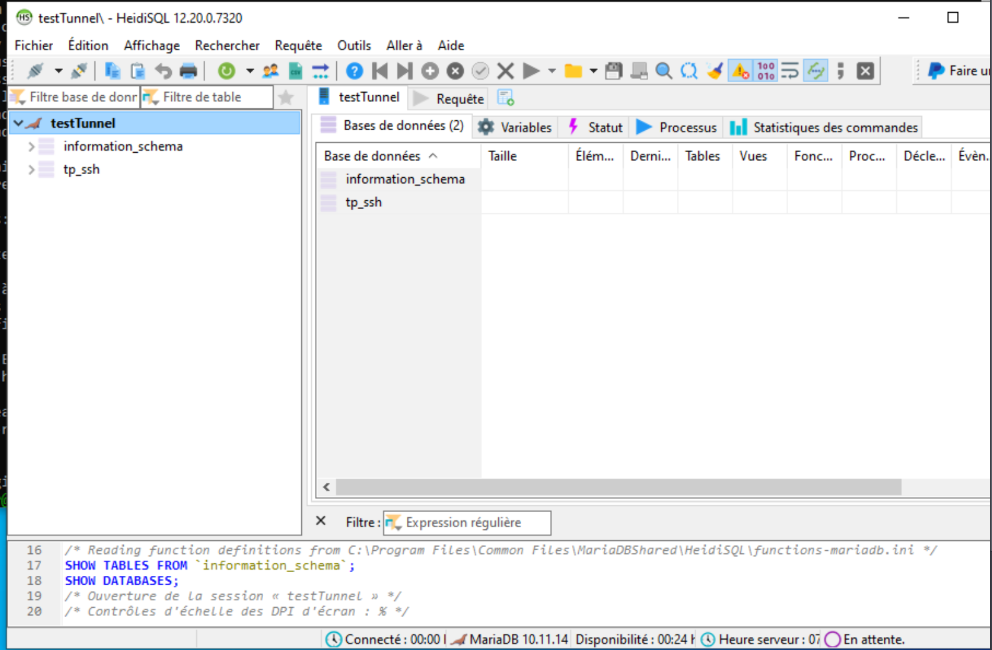 testTunnel\ - HeidiSQL 12.20.0.7320
Fichier Édition Affichage Rechercher Requête Outils Aller à Aide
Faire
Filtre base de Filtre de table testTunnel Requête
testTunnel
information_schema
tp_ssh
Bases de données (2) Variables Statut Processus Statistiques des commandes
Base de données Taille Élém... Derni... Tables Vues Fonc... Proc... Décle... Évèn.
information_schema
tp_ssh
Filtre : Expression régulière
16 /* Reading function definitions from C:\Program Files\Common Files\MariaDBShared\HeidiSQL\functions-mariadb.ini */
17 SHOW TABLES FROM `information_schema`;
18 SHOW DATABASES;
19 /* Ouverture de la session « testTunnel » */
20 /* Contrôles d'échelle des DPI d'écran : % */
Connecté : 00:00 MariaDB 10.11.14 Disponibilité : 00:24 Heure serveur : 07 En attente.